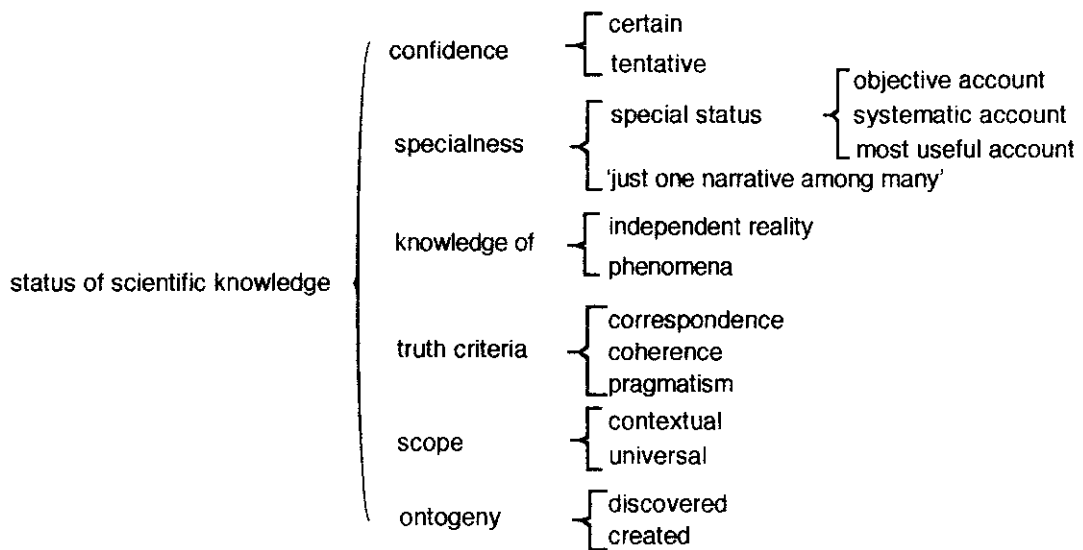 certain
confidence
tentative
objective account
special status
systematic account
specialness
most useful account
'just one narrative among many'
independent reality
knowledge of
phenomena
status of scientific knowledge
correspondence
truth criteria
coherence
pragmatism
contextual
scope
universal
discovered
ontogeny
created